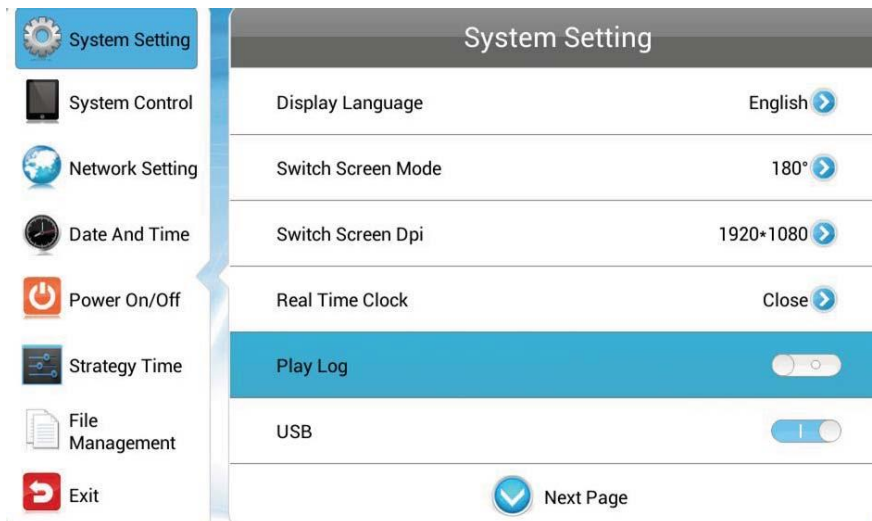 System Setting
System Control
Network Setting
Date And Time
Power On/Off
Strategy Time
File
Management
Exit
System Setting
Display Language English
Switch Screen Mode 180°
Switch Screen Dpi 1920*1080
Real Time Clock Close
Play Log
USB
Next Page